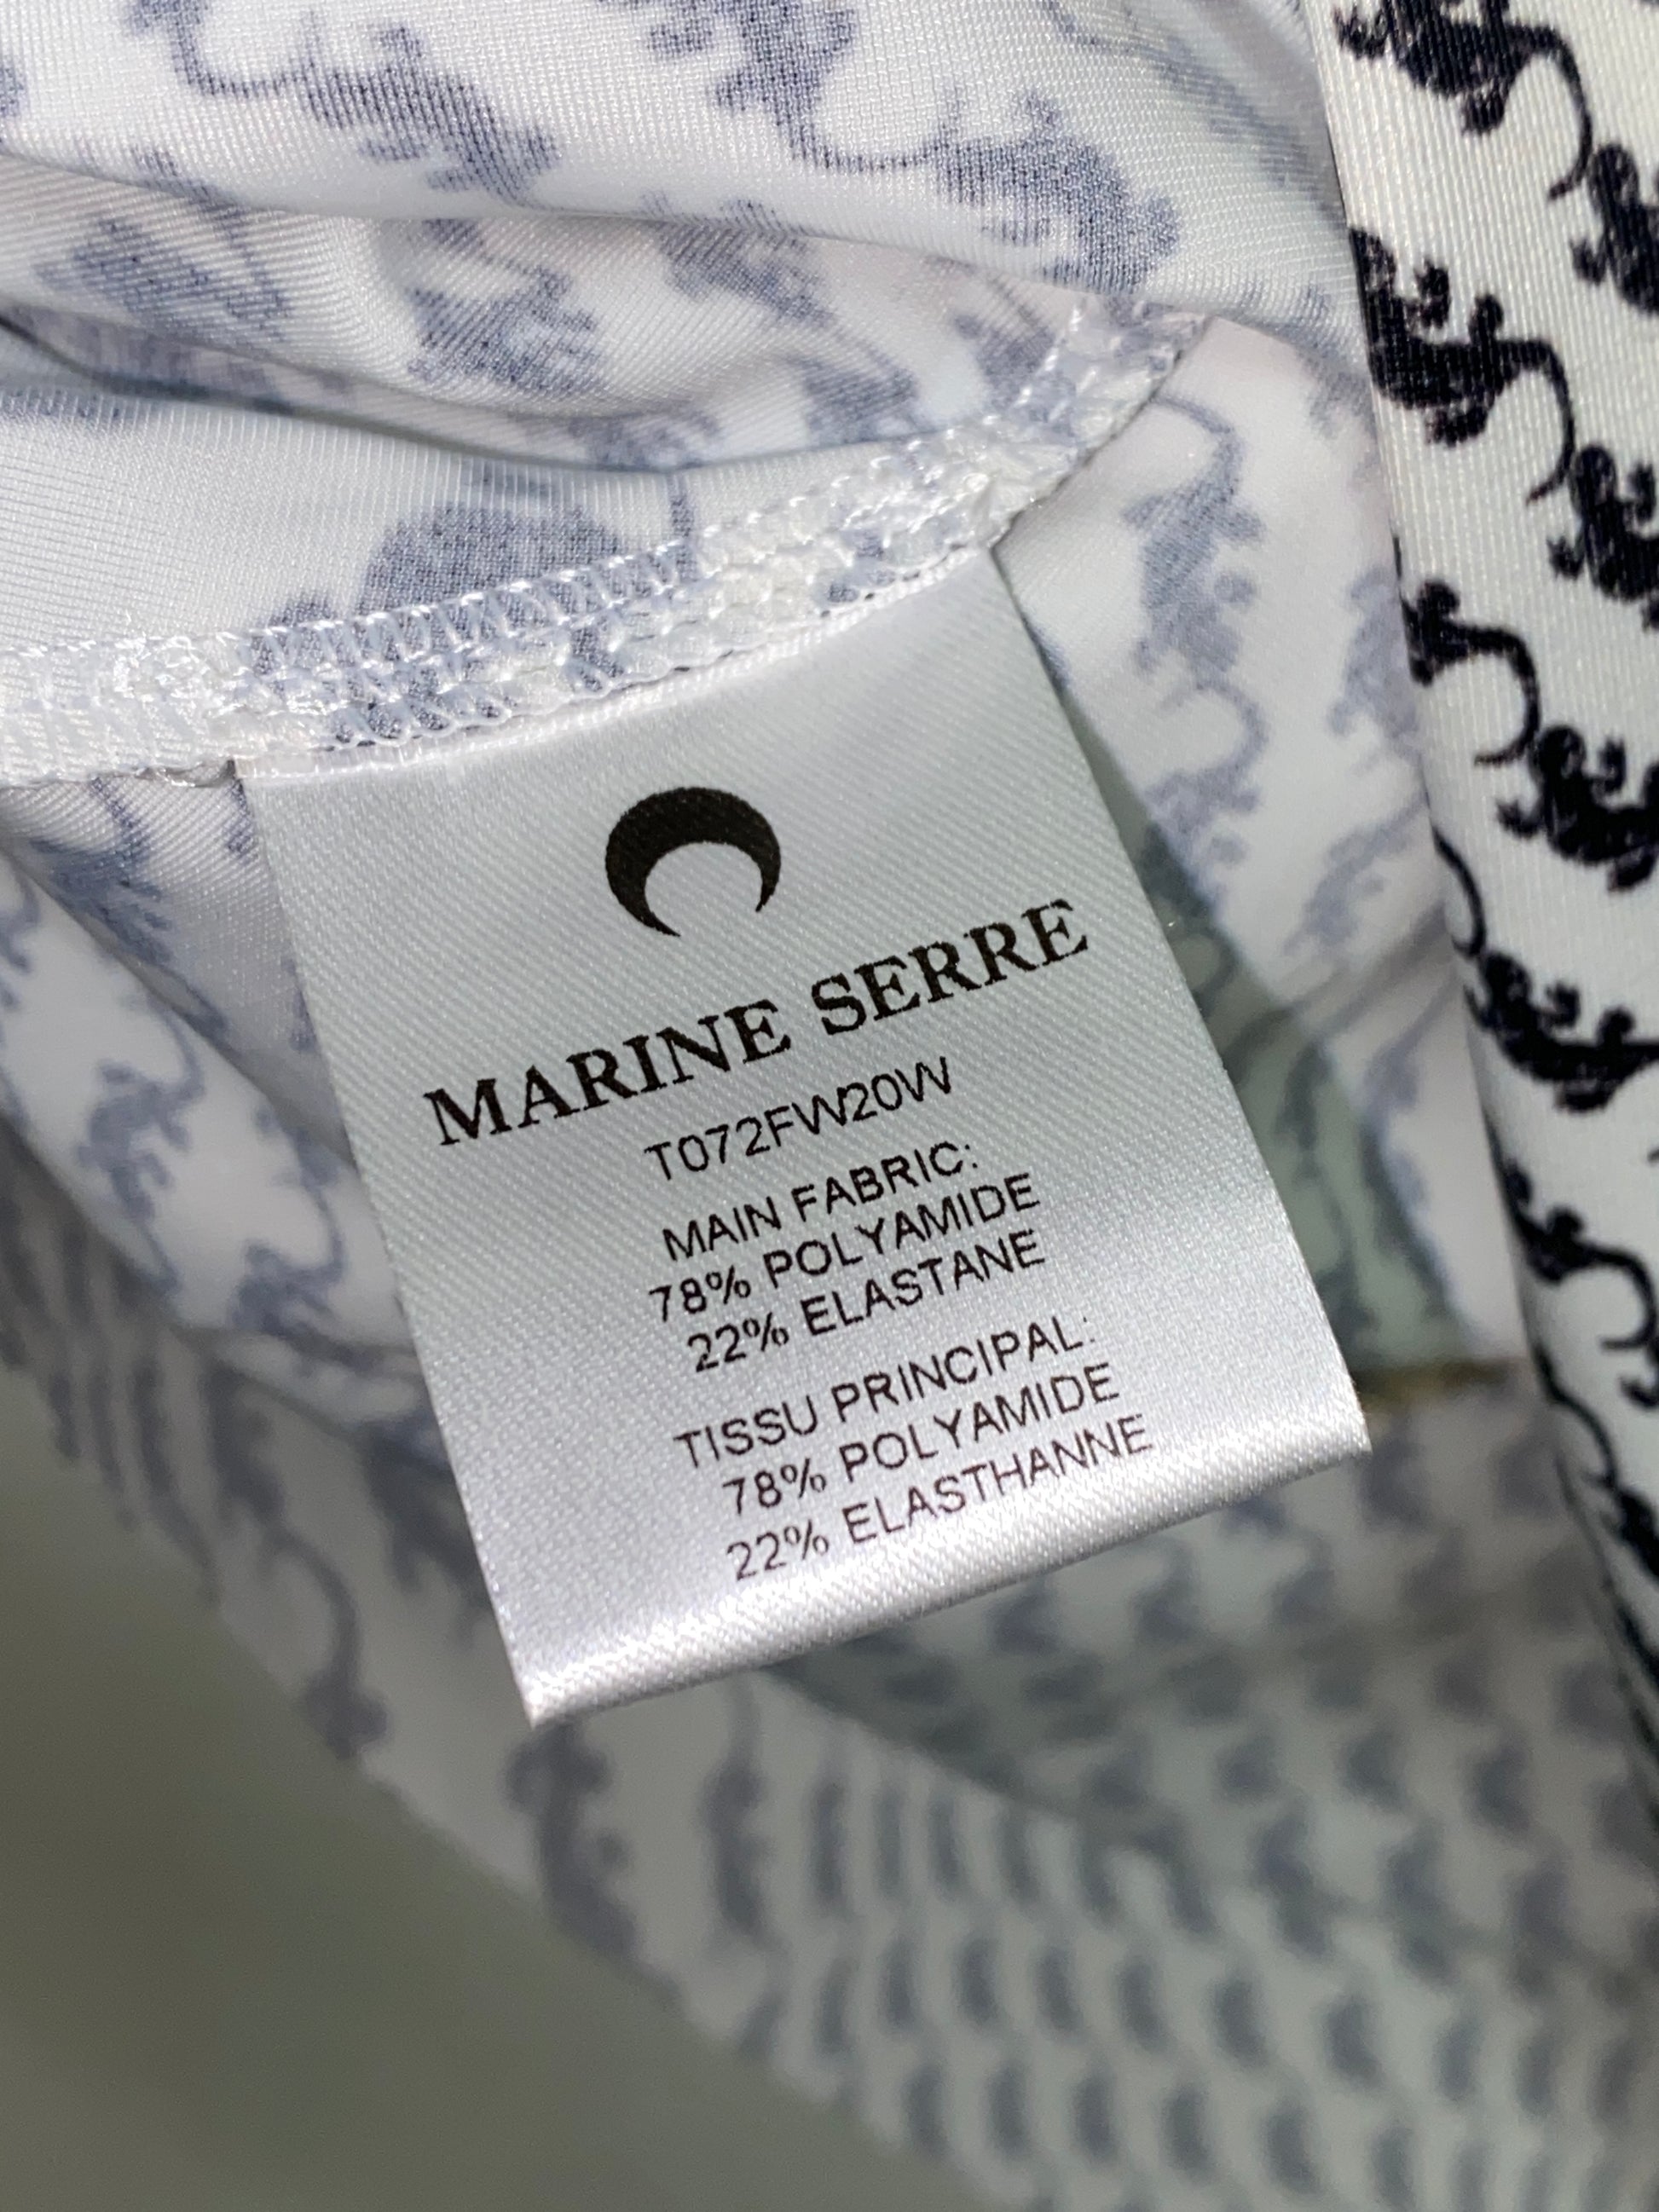 MARINE SERRE
T072FW20W
MAIN FABRIC:
78% POLYAMIDE
22% ELASTANE
TISSU PRINCIPAL:
78% POLYAMIDE
22% ELASTHANNE